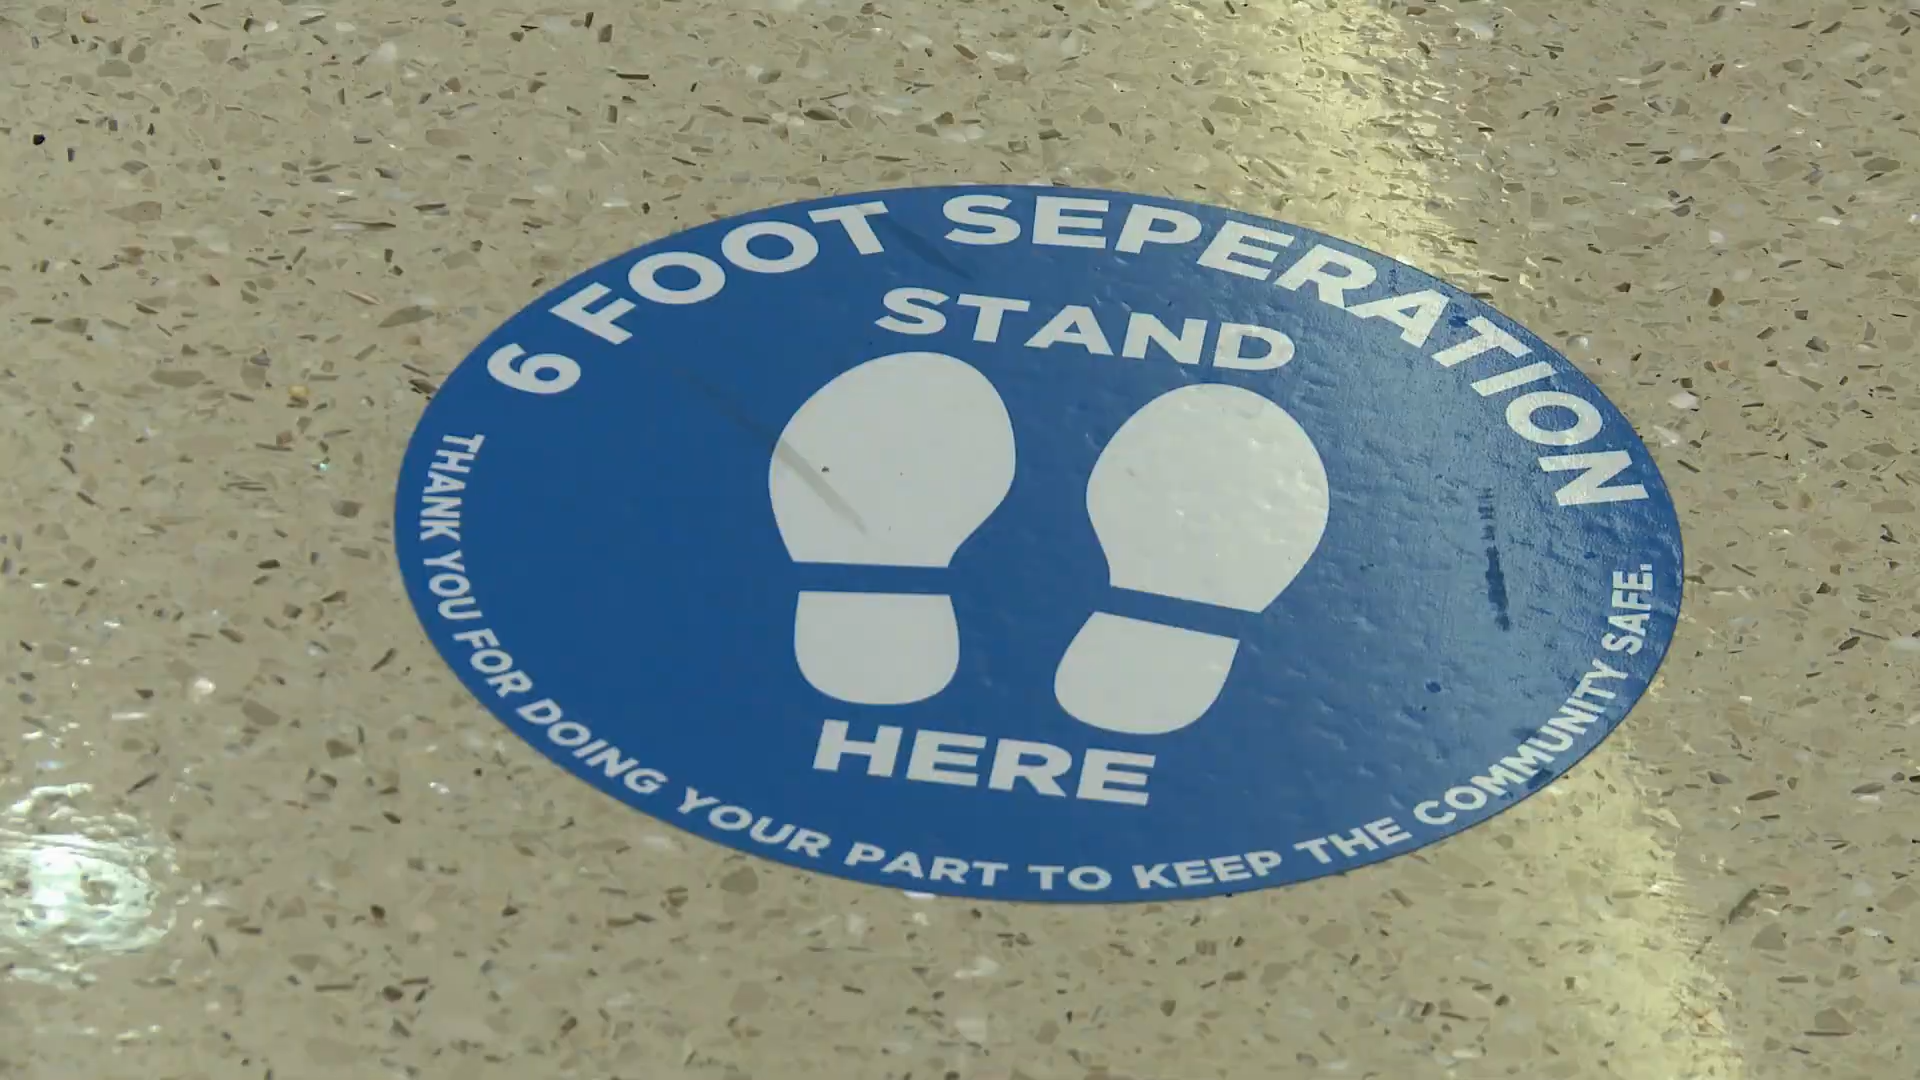 6 FOOT SEPERATION
STAND
HERE
THANK YOU FOR DOING YOUR PART TO KEEP THE COMMUNITY SAFE.